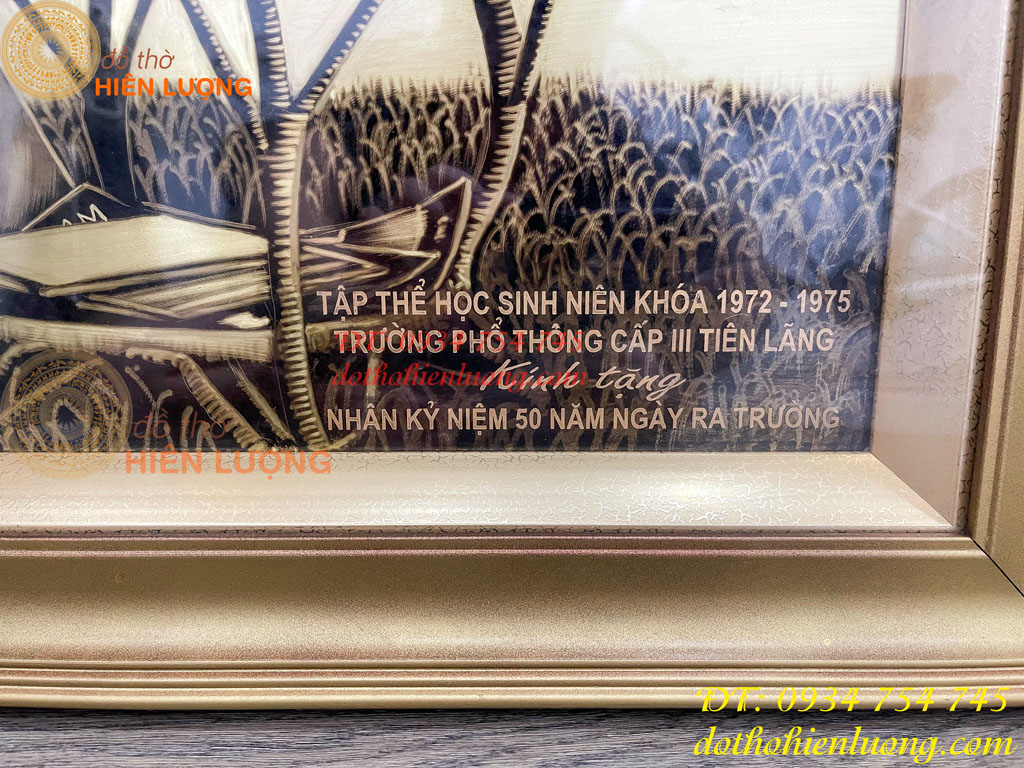 đồ thờ
HIÊN LƯỢNG
TẬP THỂ HỌC SINH NIÊN KHÓA 1972 - 1975
TRƯỜNG PHỔ THÔNG CẤP III TIÊN LÃNG
dothohienluong.com
Kính tặng
NHÂN KỶ NIỆM 50 NĂM NGÀY RA TRƯỜNG
đồ thờ
HIÊN LƯỢNG
ĐT: 0934 754 745
dothohienluong.com